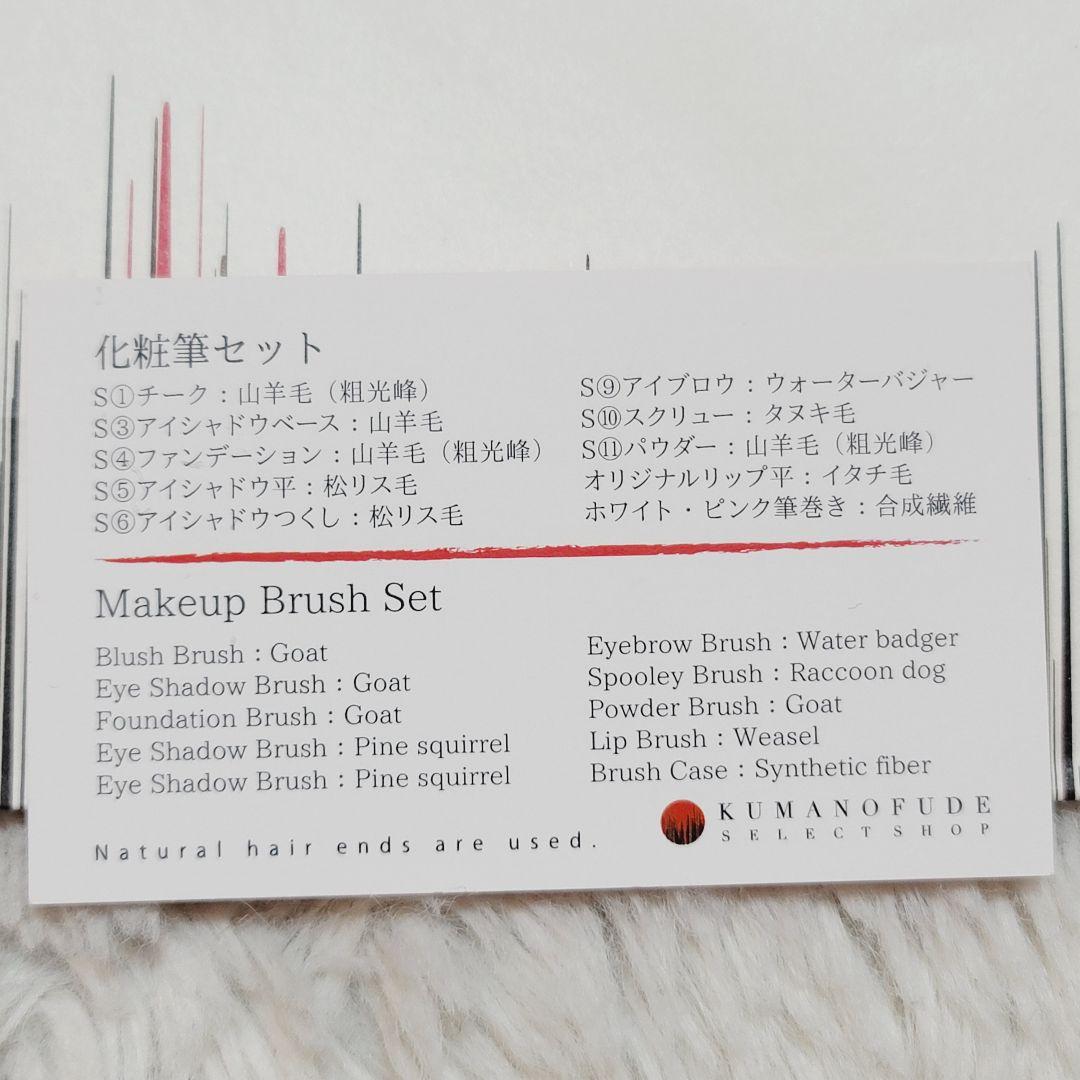 化粧筆セット
S①チーク：山羊毛（粗光峰）
S③アイシャドウベース：山羊毛
S④ファンデーション：山羊毛（粗光峰）
S⑤アイシャドウ平：松リス毛
S⑥アイシャドウつくし：松リス毛
S⑨アイブロウ：ウォーターバジャー
S⑩スクリュー：タヌキ毛
S⑪パウダー：山羊毛（粗光峰）
オリジナルリップ平：イタチ毛
ホワイト・ピンク筆巻き：合成繊維
Makeup Brush Set
Blush Brush：Goat
Eye Shadow Brush：Goat
Foundation Brush：Goat
Eye Shadow Brush：Pine squirrel
Eye Shadow Brush：Pine squirrel
Eyebrow Brush：Water badger
Spooley Brush：Raccoon dog
Powder Brush：Goat
Lip Brush：Weasel
Brush Case：Synthetic fiber
Natural hair ends are used.
KUMANOFUDE
SELECT SHOP